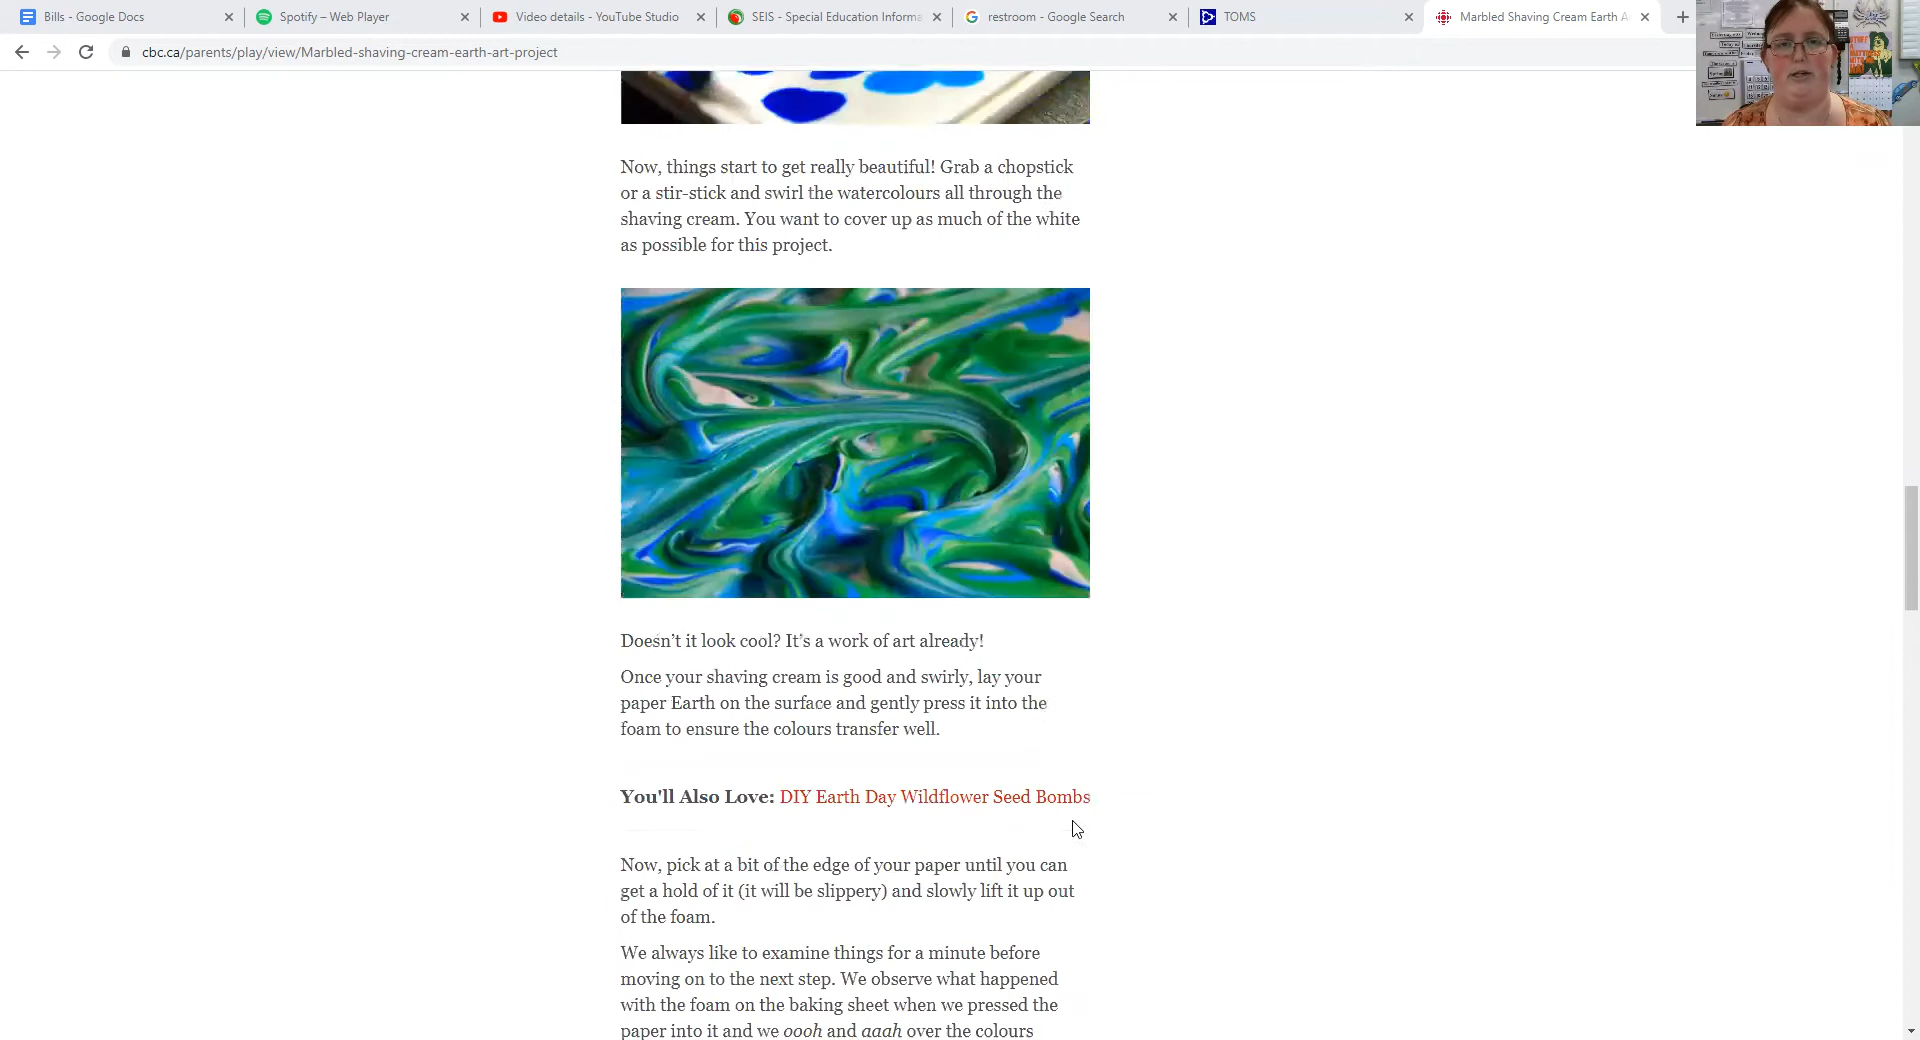 Bills - Google Docs
Spotify – Web Player
Video details - YouTube Studio
SEIS - Special Education Informa
restroom - Google Search
TOMS
Marbled Shaving Cream Earth A
cbc.ca/parents/play/view/Marbled-shaving-cream-earth-art-project
Now, things start to get really beautiful! Grab a chopstick
or a stir-stick and swirl the watercolours all through the
shaving cream. You want to cover up as much of the white
as possible for this project.
Doesn’t it look cool? It’s a work of art already!
Once your shaving cream is good and swirly, lay your
paper Earth on the surface and gently press it into the
foam to ensure the colours transfer well.
You'll Also Love: DIY Earth Day Wildflower Seed Bombs
Now, pick at a bit of the edge of your paper until you can
get a hold of it (it will be slippery) and slowly lift it up out
of the foam.
We always like to examine things for a minute before
moving on to the next step. We observe what happened
with the foam on the baking sheet when we pressed the
paper into it and we oooh and aaah over the colours